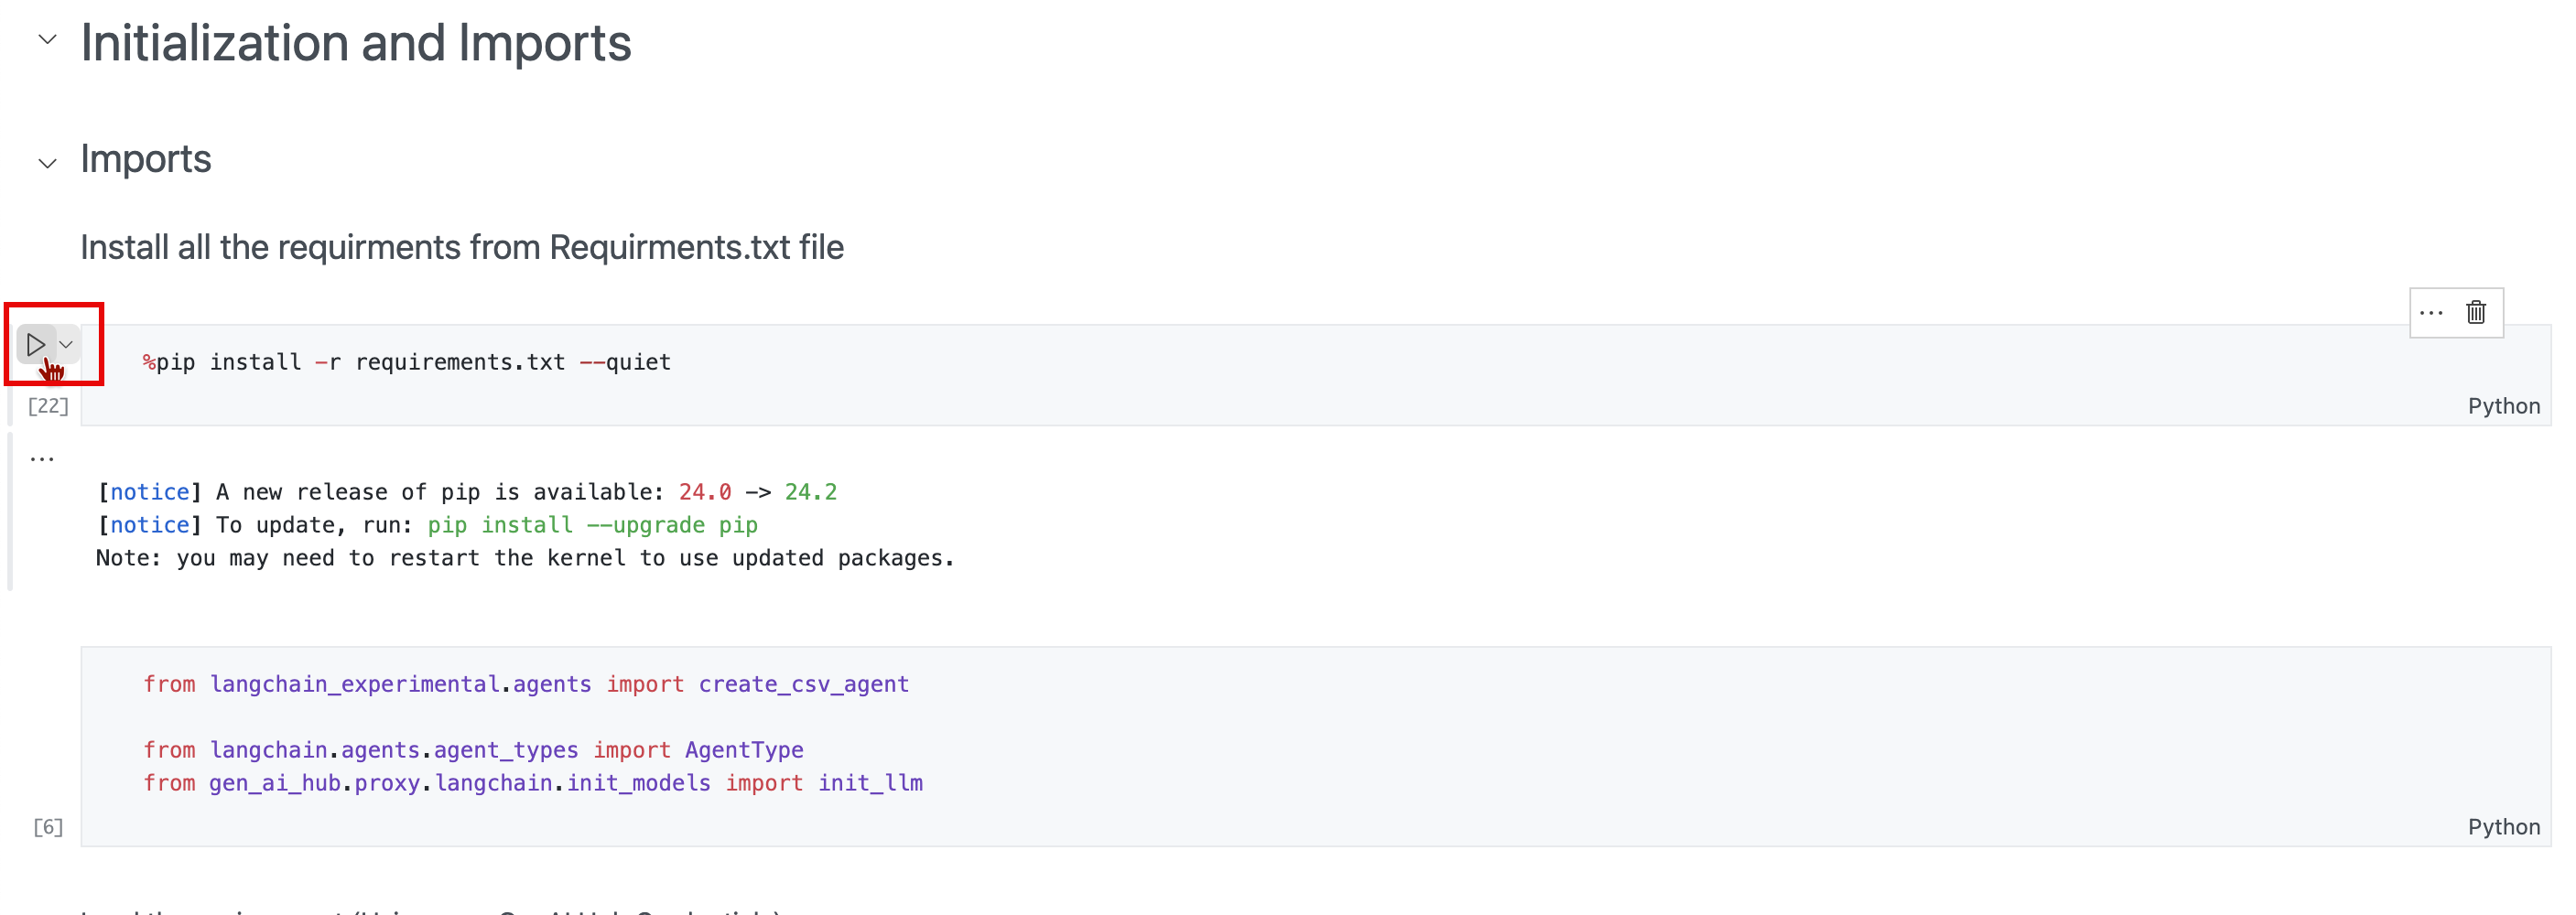 Initialization and Imports
Imports
Install all the requirments from Requirments.txt file
%pip install -r requirements.txt --quiet
[22]
Python
...
[notice] A new release of pip is available: 24.0 -> 24.2
[notice] To update, run: pip install --upgrade pip
Note: you may need to restart the kernel to use updated packages.
from langchain_experimental.agents import create_csv_agent
from langchain.agents.agent_types import AgentType
from gen_ai_hub.proxy.langchain.init_models import init_llm
[6]
Python